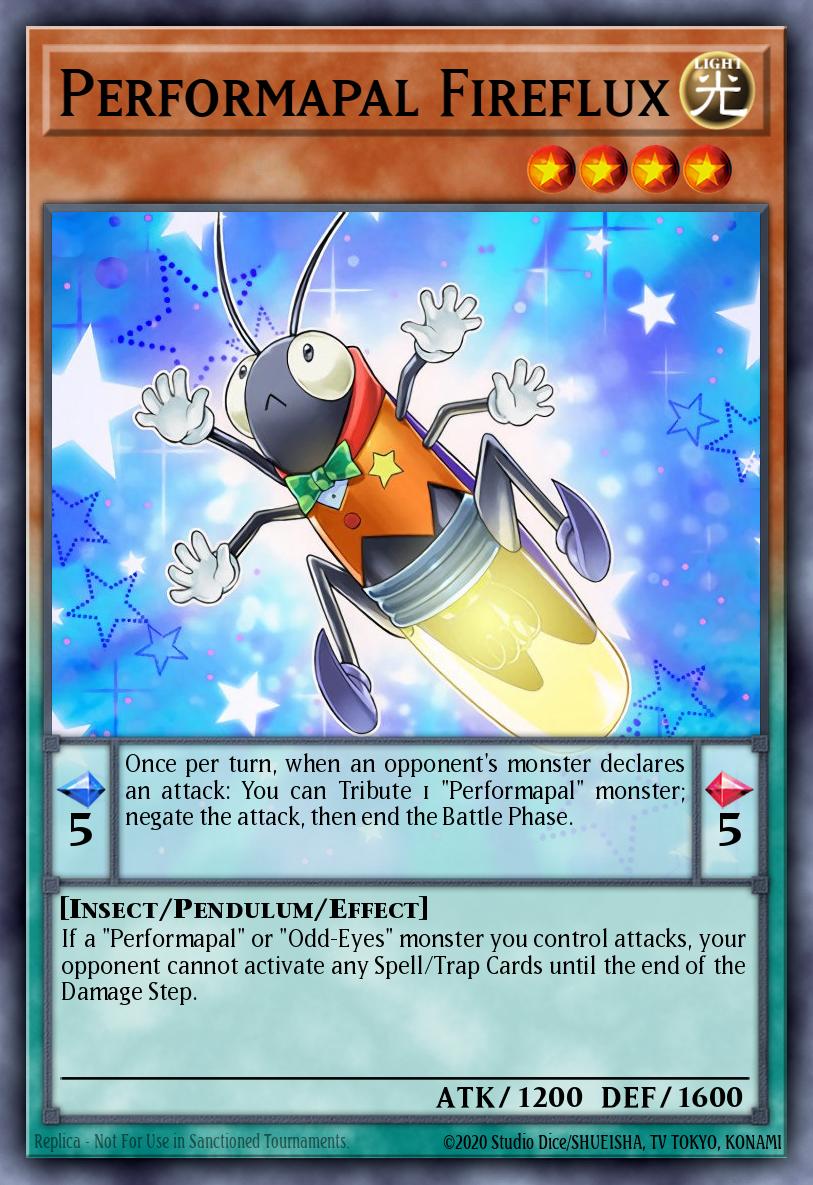 Performapal Fireflux
LIGHT
光
Once per turn, when an opponent's monster declares
an attack: You can Tribute 1 "Performapal" monster;
negate the attack, then end the Battle Phase.
5
5
[Insect/Pendulum/Effect]
If a "Performapal" or "Odd-Eyes" monster you control attacks, your
opponent cannot activate any Spell/Trap Cards until the end of the
Damage Step.
ATK/1200 DEF/1600
Replica - Not For Use in Sanctioned Tournaments.
©2020 Studio Dice/SHUEISHA, TV TOKYO, KONAMI